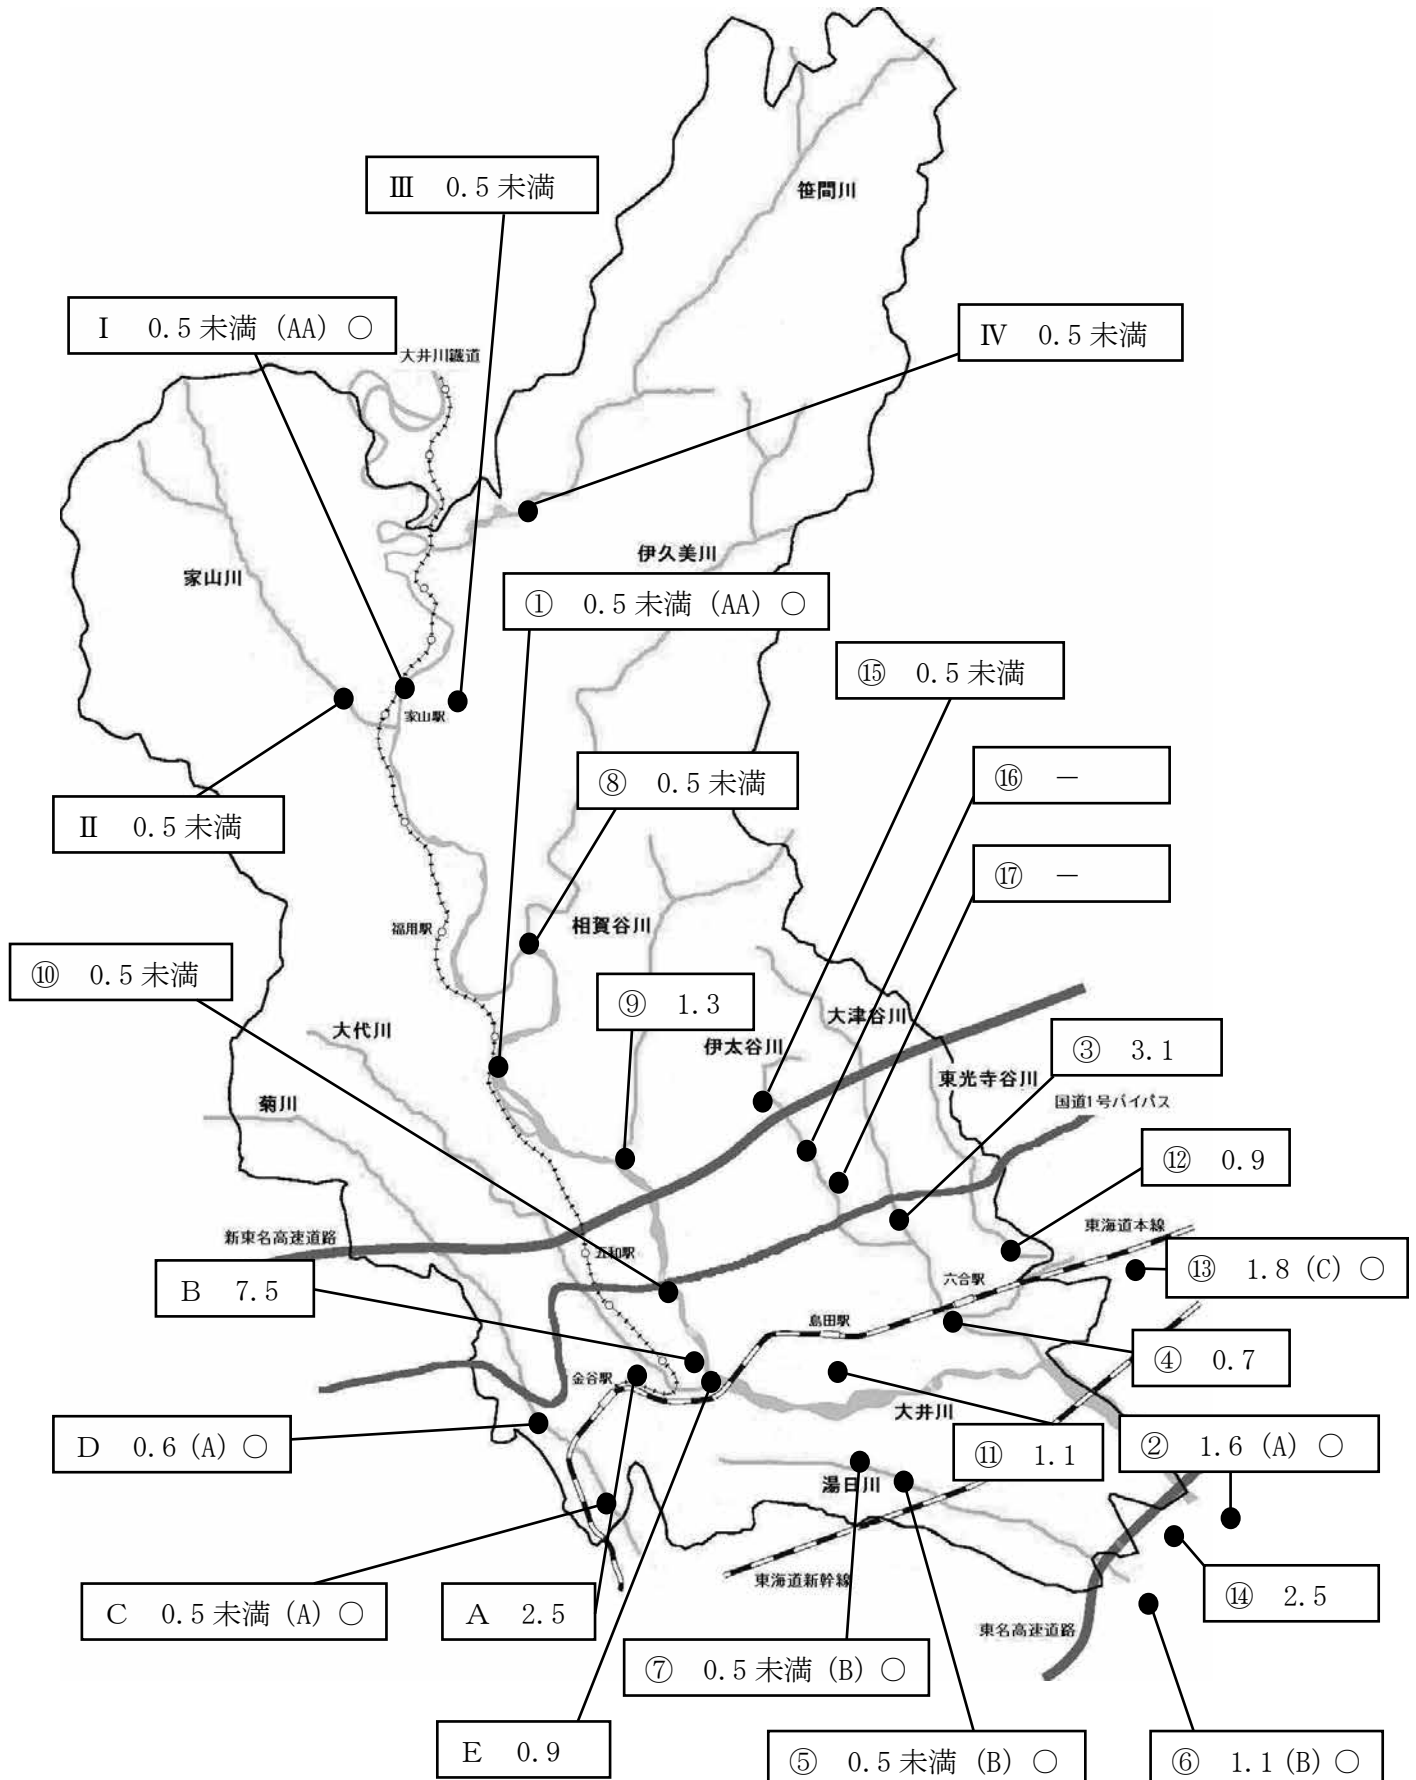 笹間川
Ⅲ 0.5未満
Ⅰ 0.5未満 (AA) ○
Ⅳ 0.5未満
大井川鐵道
伊久美川
家山川
① 0.5未満 (AA) ○
⑮ 0.5未満
家山駅
⑯ －
⑧ 0.5未満
Ⅱ 0.5未満
⑰ －
福用駅
相賀谷川
⑩ 0.5未満
⑨ 1.3
大津谷川
大代川
伊太谷川
③ 3.1
東光寺谷川
菊川
国道1号バイパス
⑫ 0.9
新東名高速道路
五和駅
東海道本線
B 7.5
六合駅
⑬ 1.8 (C) ○
島田駅
④ 0.7
金谷駅
大井川
D 0.6 (A) ○
⑪ 1.1
② 1.6 (A) ○
湯日川
東海道新幹線
C 0.5未満 (A) ○
A 2.5
⑭ 2.5
東名高速道路
⑦ 0.5未満 (B) ○
E 0.9
⑤ 0.5未満 (B) ○
⑥ 1.1 (B) ○